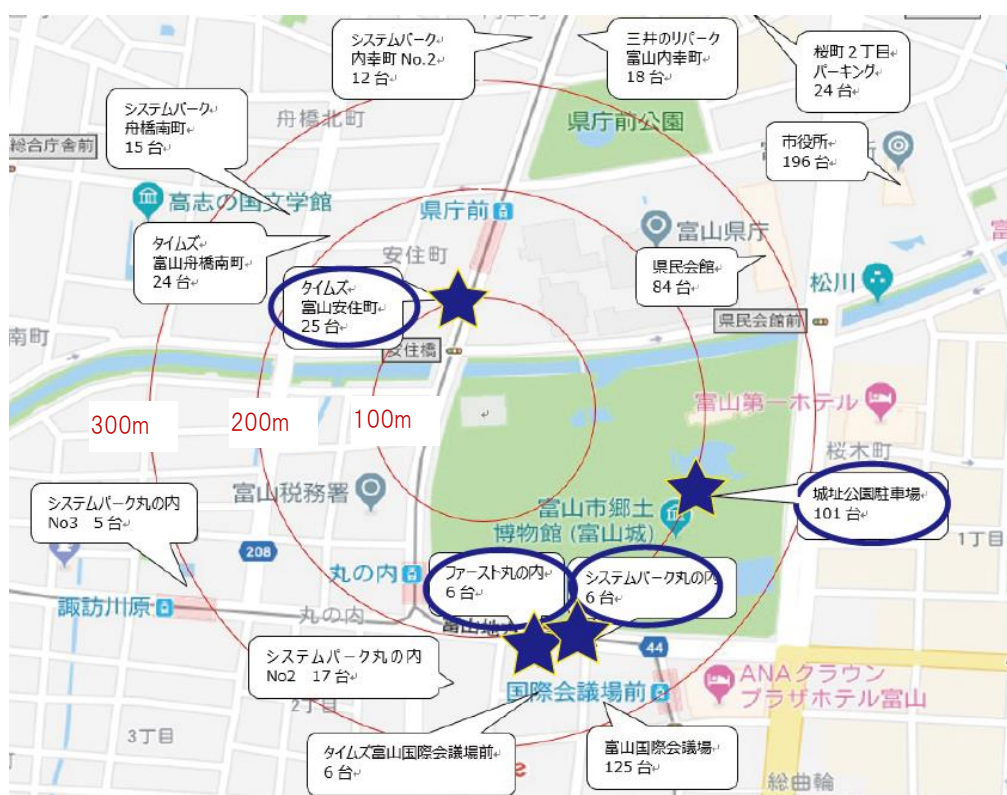 内幸町
システムパーク
内幸町 No.2
12 台
三井のリパーク
富山内幸町
18 台
桜町２丁目
パーキング
24 台
システムパーク
舟橋南町
15 台
舟橋北町
県庁前公園
市役所
196 台
総合庁舎前
高志の国文学館
県庁前
富山県庁
タイムズ
富山舟橋南町
24 台
安住町
県民会館
84 台
松川
タイムズ
富山安住町
25 台
県民会館前
南町
安住橋
300m
200m
100m
富山第一ホテル
桜木町
システムパーク丸の内
No3 5 台
富山税務署
富山市郷土
博物館 (富山城)
城址公園駐車場
101 台
1丁目
208
丸の内
ファースト丸の内
6 台
システムパーク丸の内
6 台
諏訪川原
丸の内
44
システムパーク丸の内
No2 17 台
国際会議場前
ANAクラウン
プラザホテル富山
2丁目
3丁目
タイムズ富山国際会議場前
6 台
富山国際会議場
125 台
総曲輪